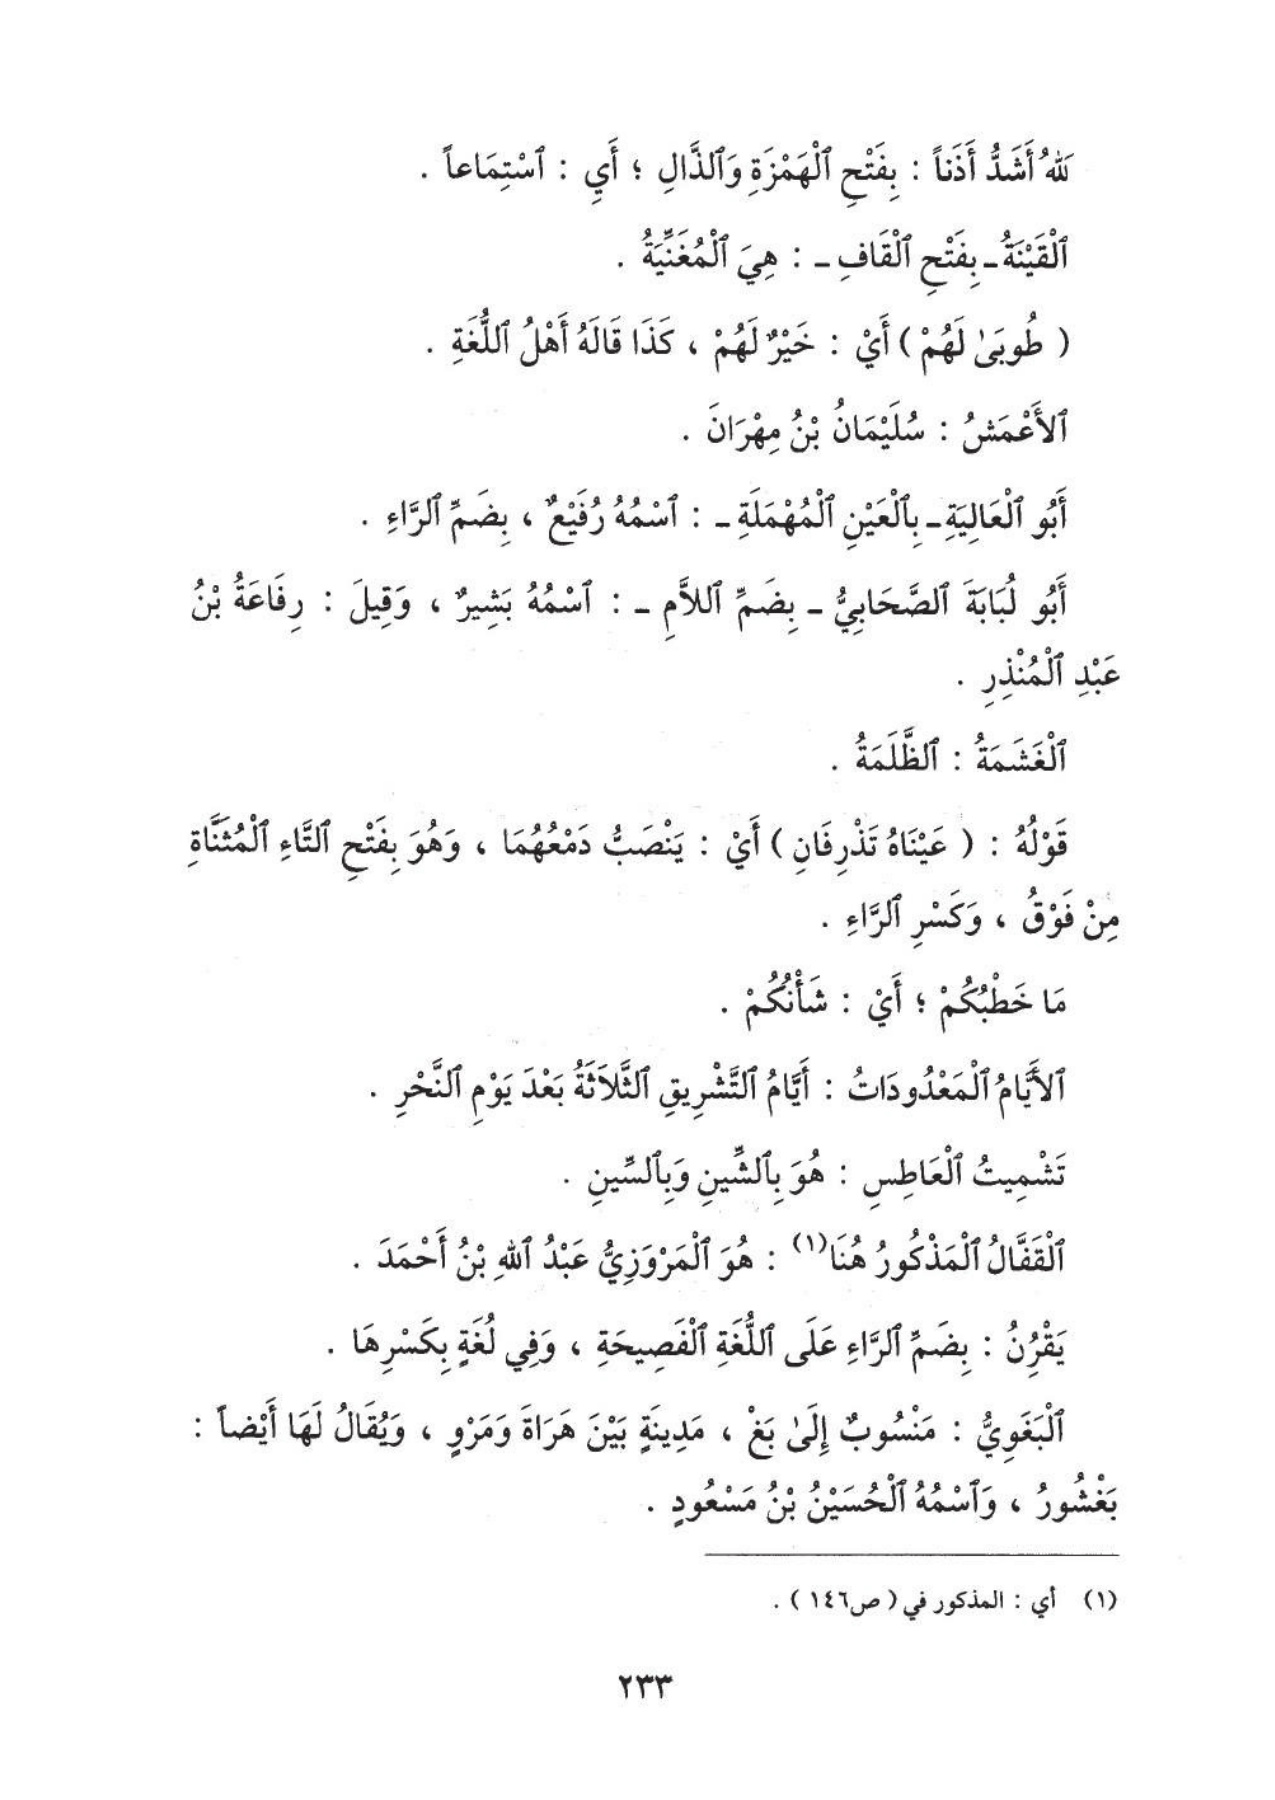 لَلّٰهُ أَشَدُّ أَذَناً : بِفَتْحِ ٱلْهَمْزَةِ وَٱلذَّالِ ؛ أَيِ : ٱسْتِمَاعاً .
ٱلْقَيْنَةُ ـ بِفَتْحِ ٱلْقَافِ ـ : هِيَ ٱلْمُغَنِّيَةُ .
( طُوبَىٰ لَهُمْ ) أَيْ : خَيْرٌ لَهُمْ ، كَذَا قَالَهُ أَهْلُ ٱللُّغَةِ .
ٱلأَعْمَشُ : سُلَيْمَانُ بْنُ مِهْرَانَ .
أَبُو ٱلْعَالِيَةِ ـ بِٱلْعَيْنِ ٱلْمُهْمَلَةِ ـ : ٱسْمُهُ رُفَيْعٌ ، بِضَمِّ ٱلرَّاءِ .
أَبُو لُبَابَةَ ٱلصَّحَابِيُّ ـ بِضَمِّ ٱللاَّمِ ـ : ٱسْمُهُ بَشِيرٌ ، وَقِيلَ : رِفَاعَةُ بْنُ
عَبْدِ ٱلْمُنْذِرِ .
ٱلْغَشَمَةُ : ٱلظَّلَمَةُ .
قَوْلُهُ : ( عَيْنَاهُ تَذْرِفَانِ ) أَيْ : يَنْصَبُّ دَمْعُهُمَا ، وَهُوَ بِفَتْحِ ٱلتَّاءِ ٱلْمُثَنَّاةِ
مِنْ فَوْقُ ، وَكَسْرِ ٱلرَّاءِ .
مَا خَطْبُكُمْ ؛ أَيْ : شَأْنُكُمْ .
ٱلأَيَّامُ ٱلْمَعْدُودَاتُ : أَيَّامُ ٱلتَّشْرِيقِ ٱلثَّلاَثَةُ بَعْدَ يَوْمِ ٱلنَّحْرِ .
تَشْمِيتُ ٱلْعَاطِسِ : هُوَ بِٱلشِّينِ وَبِٱلسِّينِ .
ٱلْقَفَّالُ ٱلْمَذْكُورُ هُنَا(١) : هُوَ ٱلْمَرْوَزِيُّ عَبْدُ ٱللهِ بْنُ أَحْمَدَ .
يَقْرُنُ : بِضَمِّ ٱلرَّاءِ عَلَى ٱللُّغَةِ ٱلْفَصِيحَةِ ، وَفِي لُغَةٍ بِكَسْرِهَا .
ٱلْبَغَوِيُّ : مَنْسُوبٌ إِلَىٰ بَغْ ، مَدِينَةٍ بَيْنَ هَرَاةَ وَمَرْوٍ ، وَيُقَالُ لَهَا أَيْضاً :
بَغْشُورُ ، وَٱسْمُهُ ٱلْحُسَيْنُ بْنُ مَسْعُودٍ .
(١) أي : المذكور في ( ص١٤٦ ) .
٢٣٣